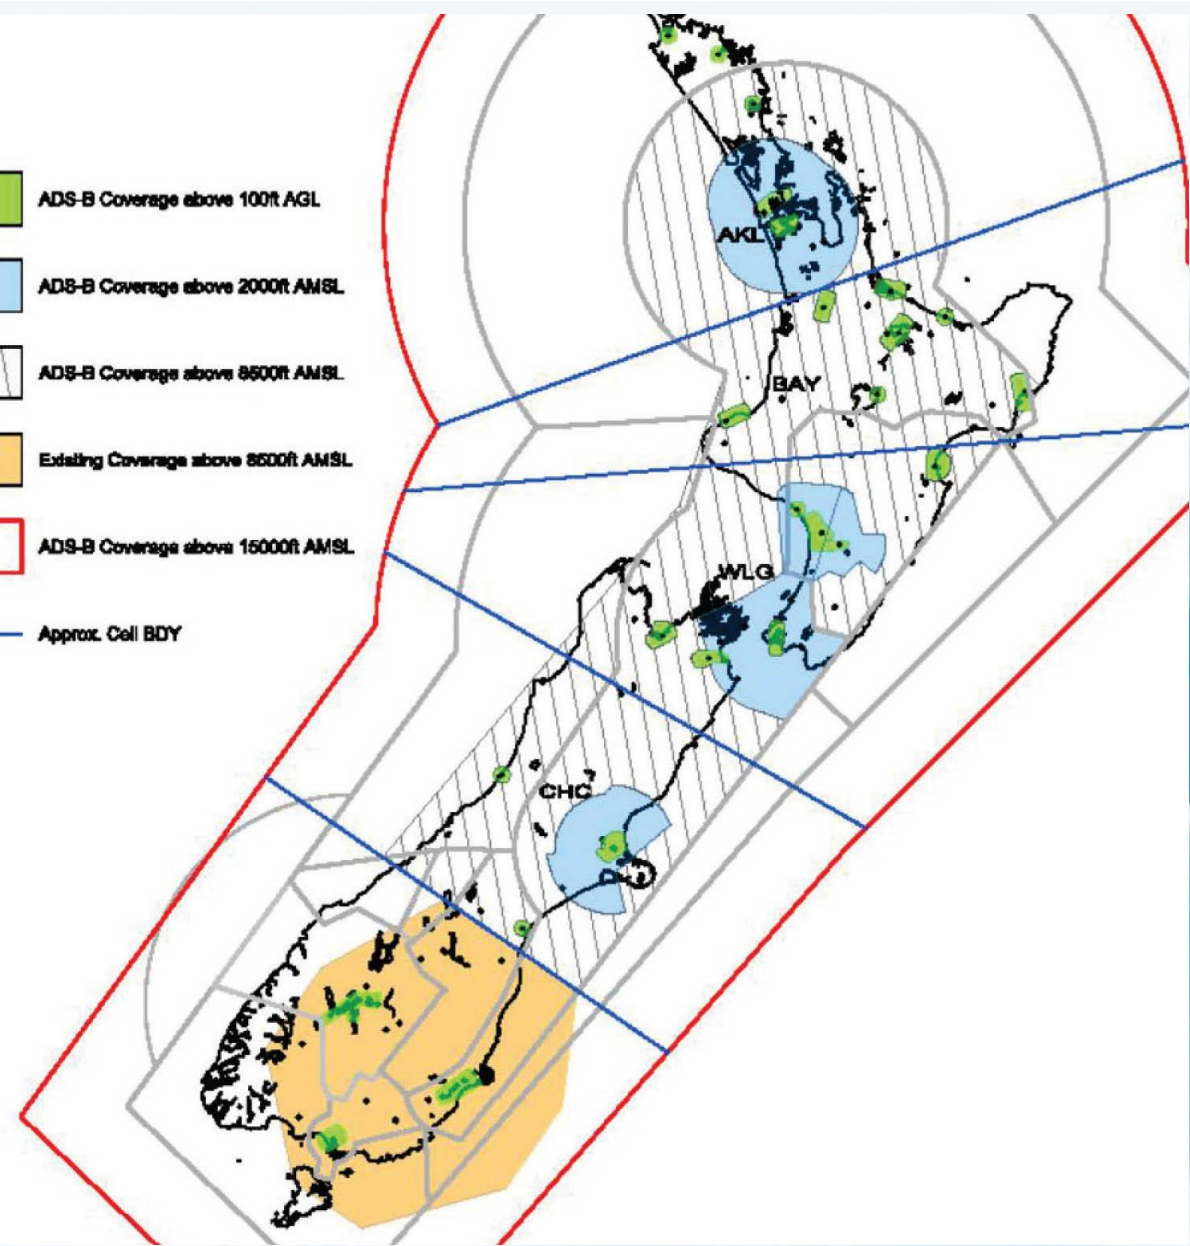 ADS-B Coverage above 100ft AGL
ADS-B Coverage above 2000ft AMSL
ADS-B Coverage above 8500ft AMSL
Existing Coverage above 8500ft AMSL
ADS-B Coverage above 15000ft AMSL
Approx. Cell BDY
AKL
BAY
WLG
CHC